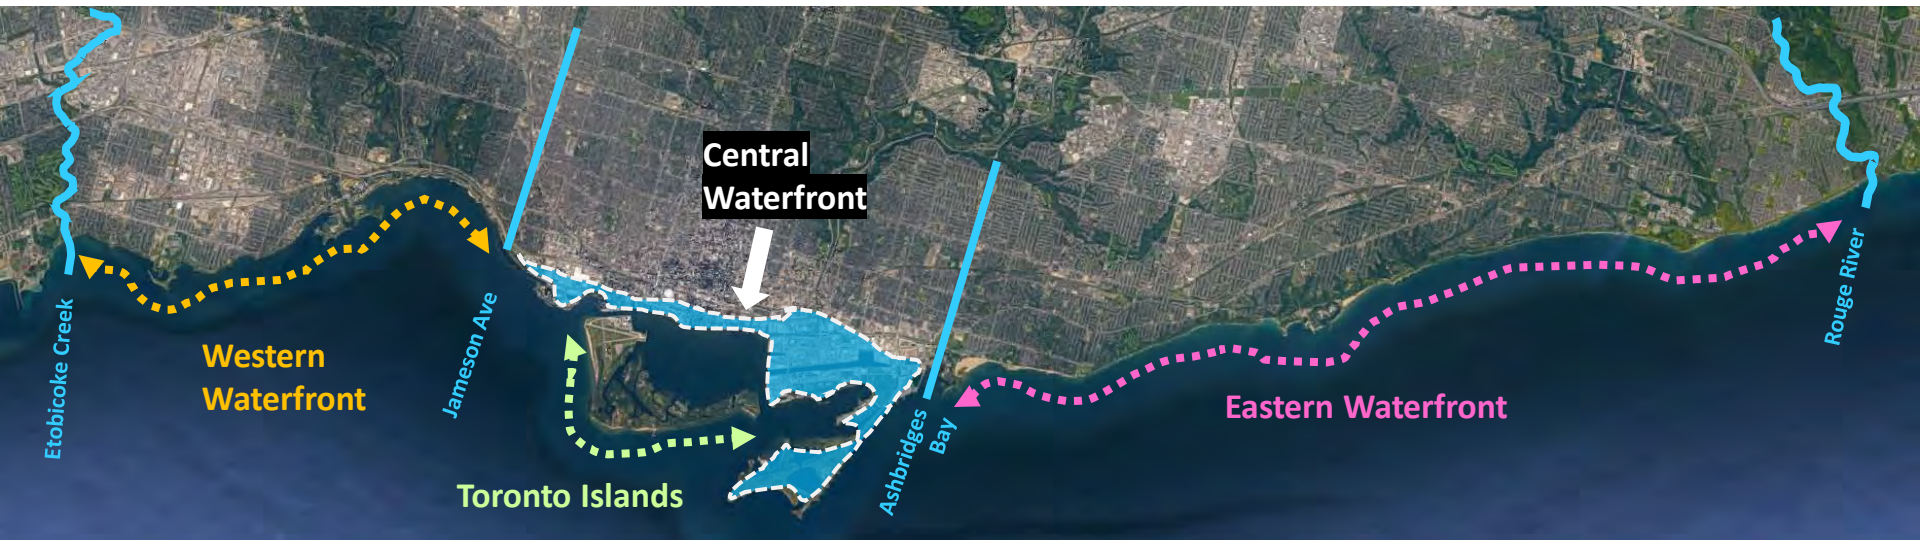 Central
Waterfront
Western
Waterfront
Toronto Islands
Eastern Waterfront
Etobicoke Creek
Jameson Ave
Ashbridges
Bay
Rouge River